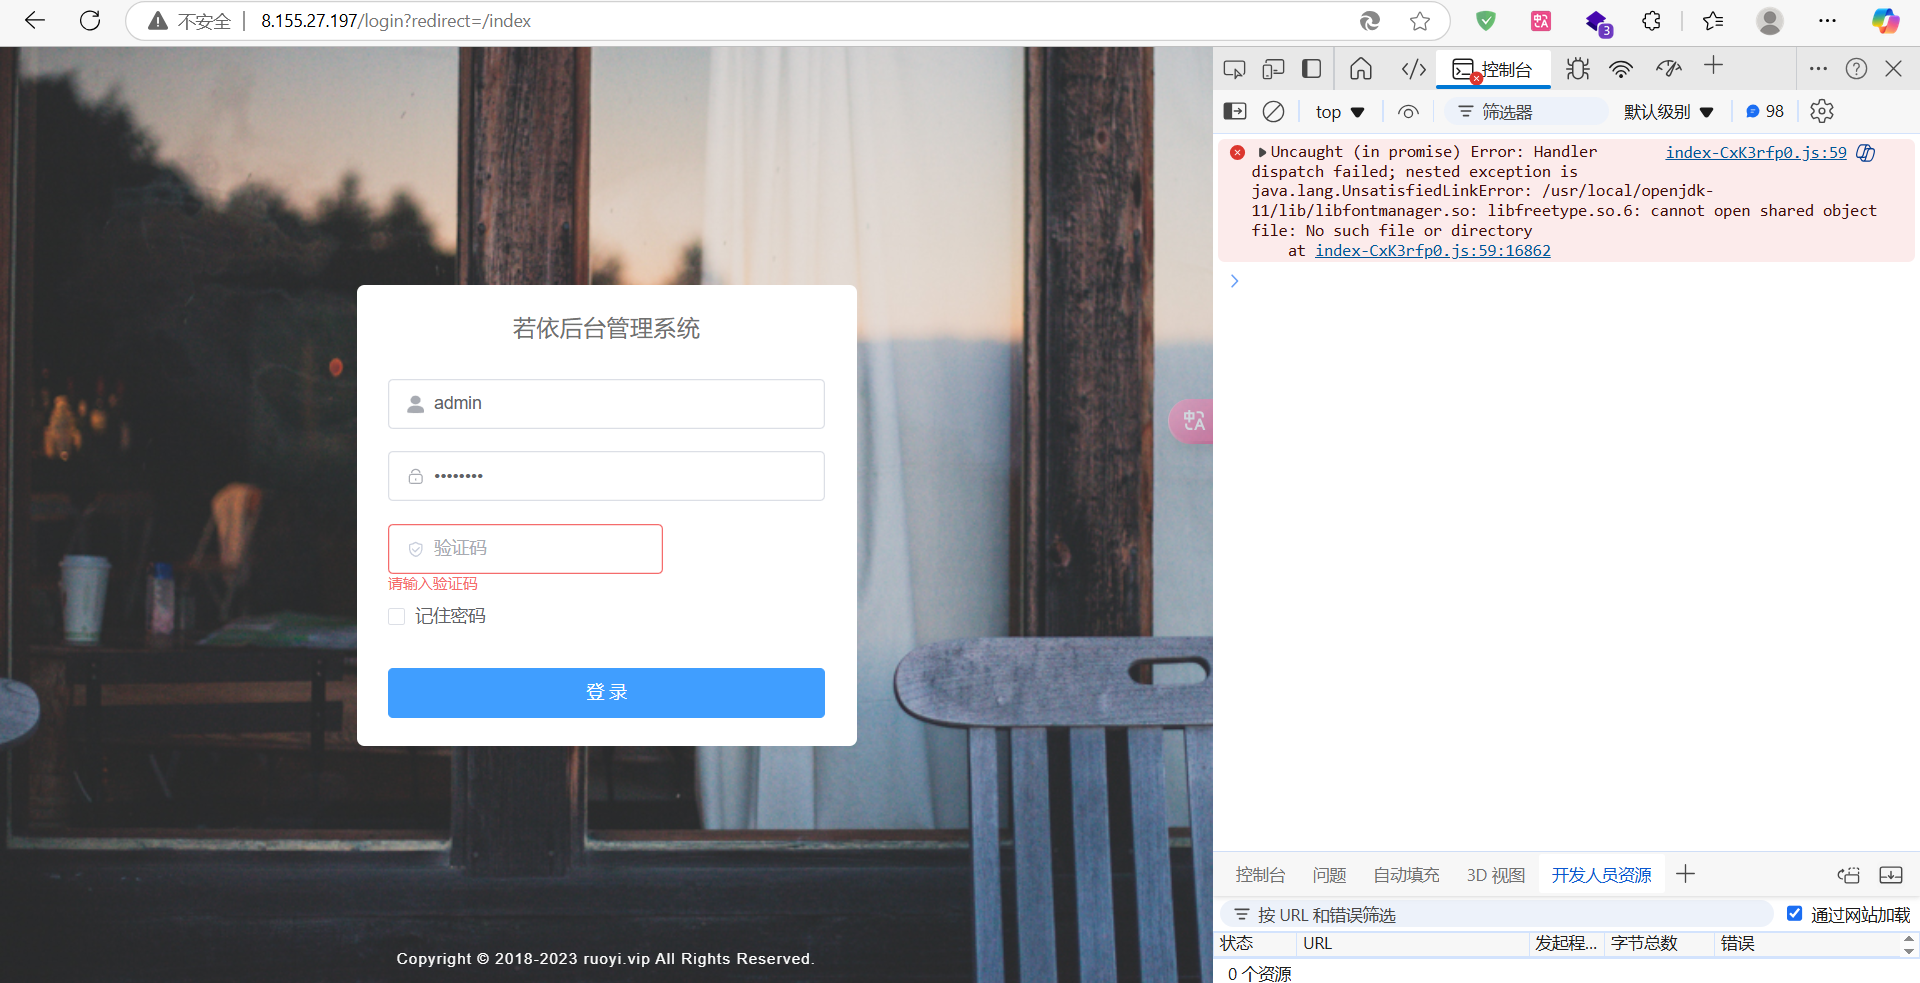 不安全
8.155.27.197/login?redirect=/index
3
控制台
top
筛选器
默认级别
98
Uncaught (in promise) Error: Handler
index-CxK3rfp0.js:59
dispatch failed; nested exception is
java.lang.UnsatisfiedLinkError: /usr/local/openjdk-
11/lib/libfontmanager.so: libfreetype.so.6: cannot open shared object
file: No such file or directory
at index-CxK3rfp0.js:59:16862
若依后台管理系统
admin
••••••••
验证码
请输入验证码
记住密码
登 录
Copyright © 2018-2023 ruoyi.vip All Rights Reserved.
中A
控制台 问题 自动填充 3D 视图 开发人员资源
按 URL 和错误筛选
通过网站加载
状态 URL 发起程... 字节总数 错误
0 个资源